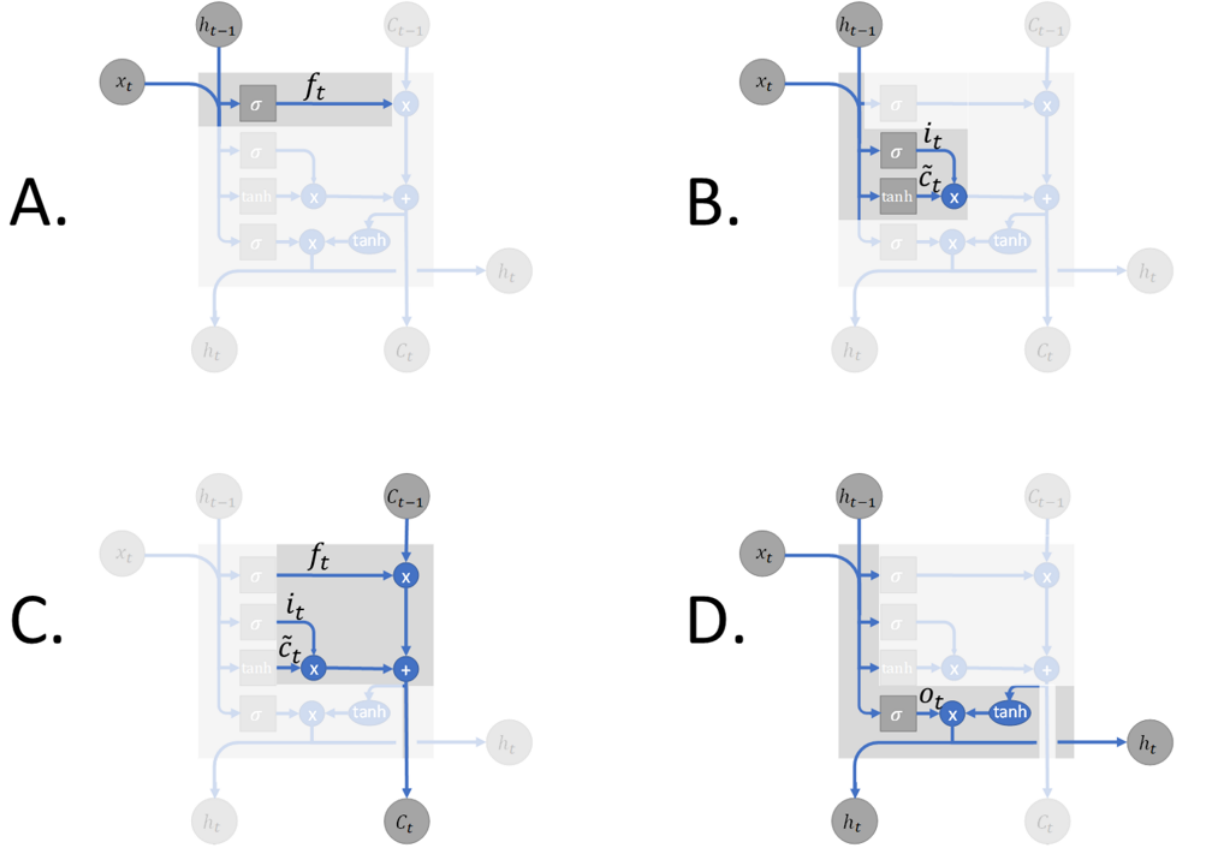 h_{t−1} C_{t−1}
x_t
σ f_t x
σ i_t
tanh c̃_t x +
σ x tanh
h_t
h_t C_t
A.
h_{t−1} C_{t−1}
x_t
σ x
σ i_t
tanh c̃_t x +
σ x tanh
h_t
h_t C_t
B.
h_{t−1} C_{t−1}
x_t
σ f_t x
σ i_t
tanh c̃_t x +
σ x tanh
h_t
h_t C_t
C.
h_{t−1} C_{t−1}
x_t
σ x
σ
tanh x +
σ o_t x tanh
h_t
h_t C_t
D.